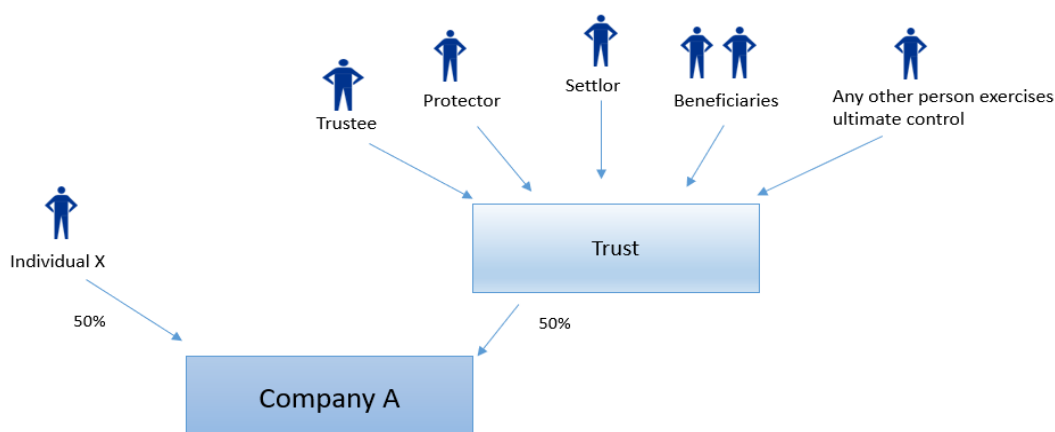 Settlor
Protector
Beneficiaries
Any other person exercises
ultimate control
Trustee
Trust
Individual X
50%
50%
Company A